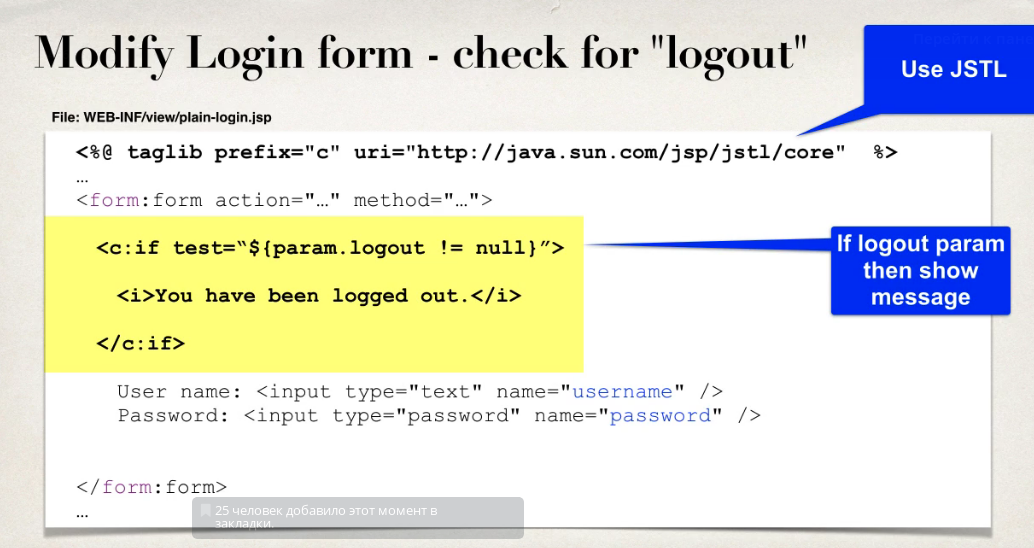 Modify Login form - check for "logout"
Use JSTL
File: WEB-INF/view/plain-login.jsp
<%@ taglib prefix="c" uri="http://java.sun.com/jsp/jstl/core"  %>
…
<form:form action="…" method="…">
<c:if test=“${param.logout != null}”>
If logout param
then show
message
<i>You have been logged out.</i>
</c:if>
User name: <input type="text" name="username" />
Password: <input type="password" name="password" />
</form:form>
…
25 человек добавило этот момент в
закладки.